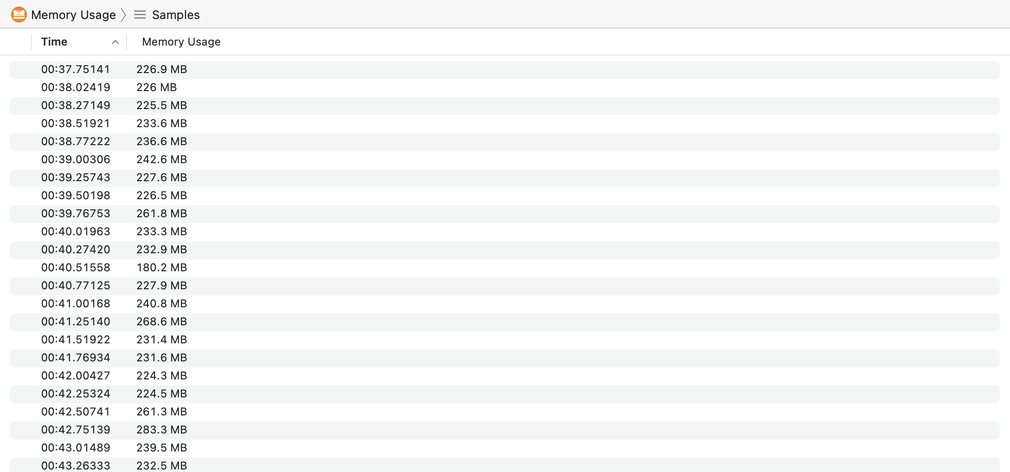 Memory Usage 〉 Samples
Time Memory Usage
00:37.75141 226.9 MB
00:38.02419 226 MB
00:38.27149 225.5 MB
00:38.51921 233.6 MB
00:38.77222 236.6 MB
00:39.00306 242.6 MB
00:39.25743 227.6 MB
00:39.50198 226.5 MB
00:39.76753 261.8 MB
00:40.01963 233.3 MB
00:40.27420 232.9 MB
00:40.51558 180.2 MB
00:40.77125 227.9 MB
00:41.00168 240.8 MB
00:41.25140 268.6 MB
00:41.51922 231.4 MB
00:41.76934 231.6 MB
00:42.00427 224.3 MB
00:42.25324 224.5 MB
00:42.50741 261.3 MB
00:42.75139 283.3 MB
00:43.01489 239.5 MB
00:43.26333 232.5 MB